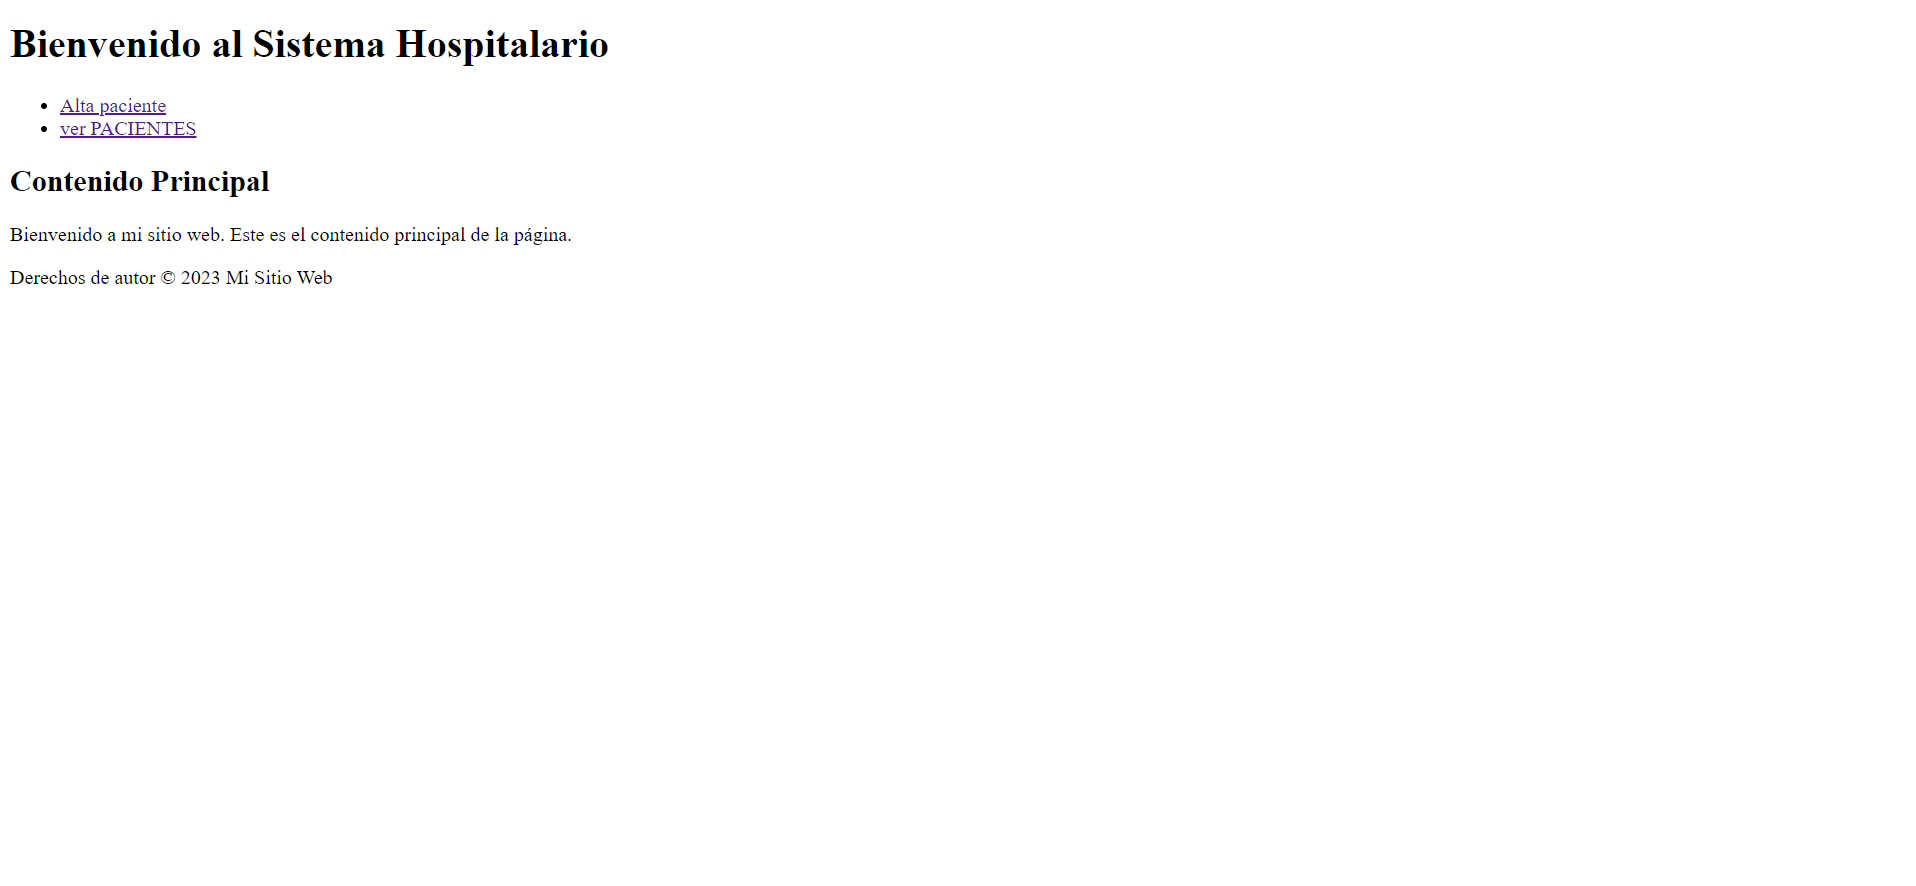 Bienvenido al Sistema Hospitalario
Alta paciente
ver PACIENTES
Contenido Principal
Bienvenido a mi sitio web. Este es el contenido principal de la página.
Derechos de autor © 2023 Mi Sitio Web